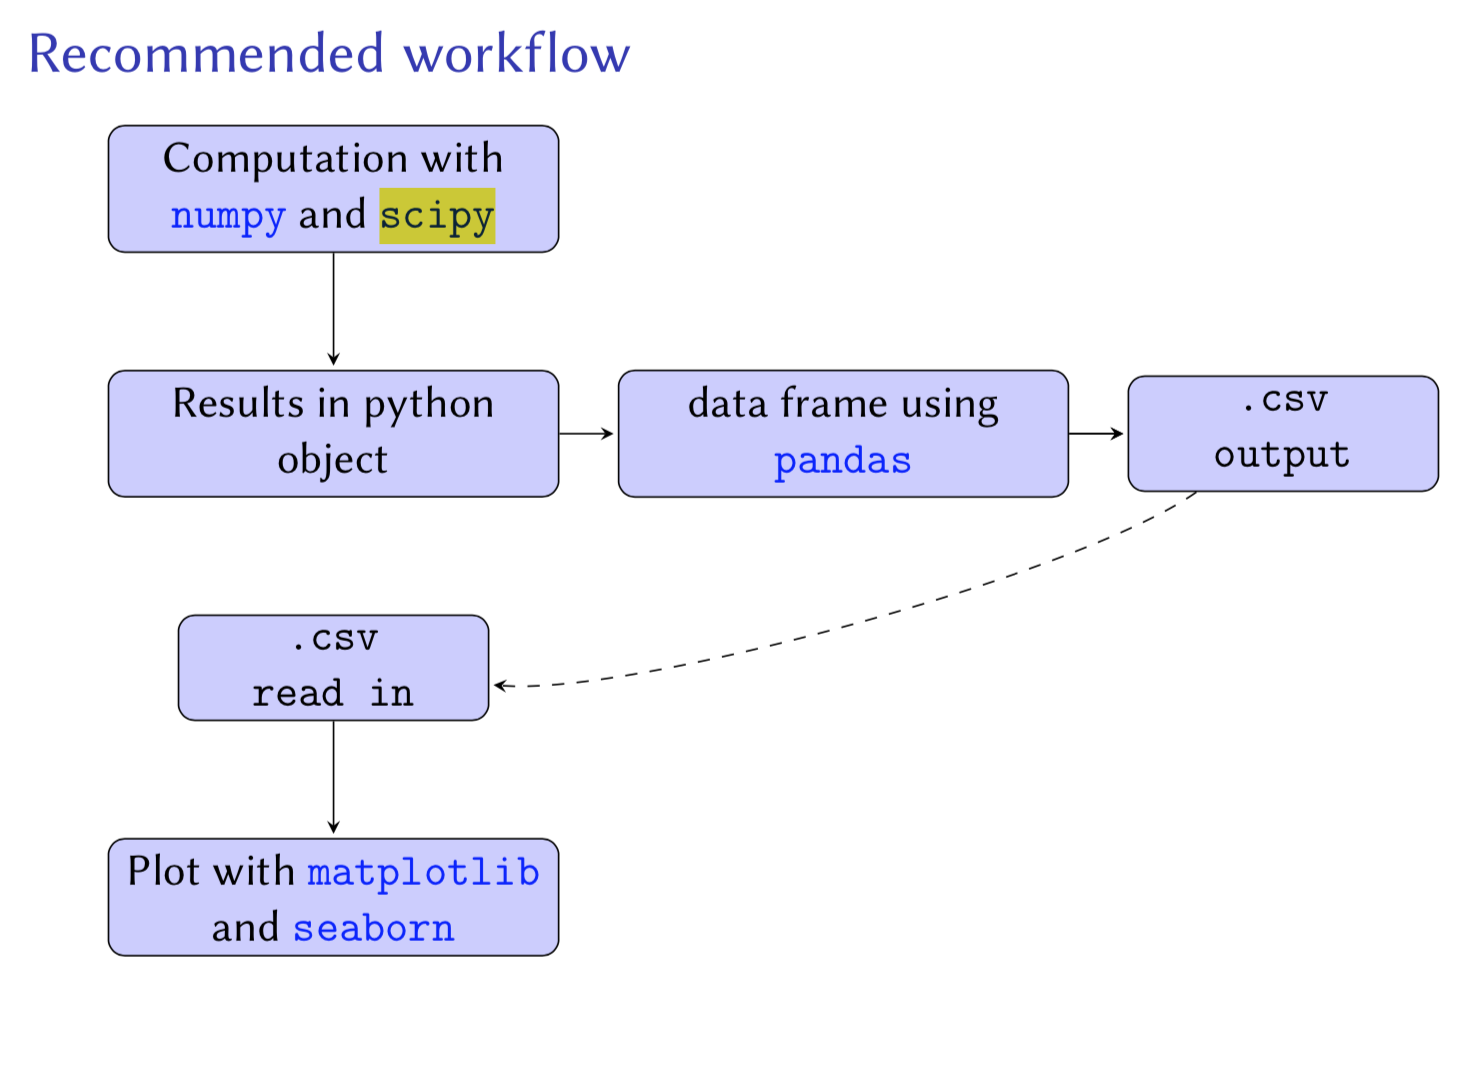 Recommended workflow
Computation with
numpy and scipy
Results in python
object
data frame using
pandas
.csv
output
.csv
read in
Plot with matplotlib
and seaborn